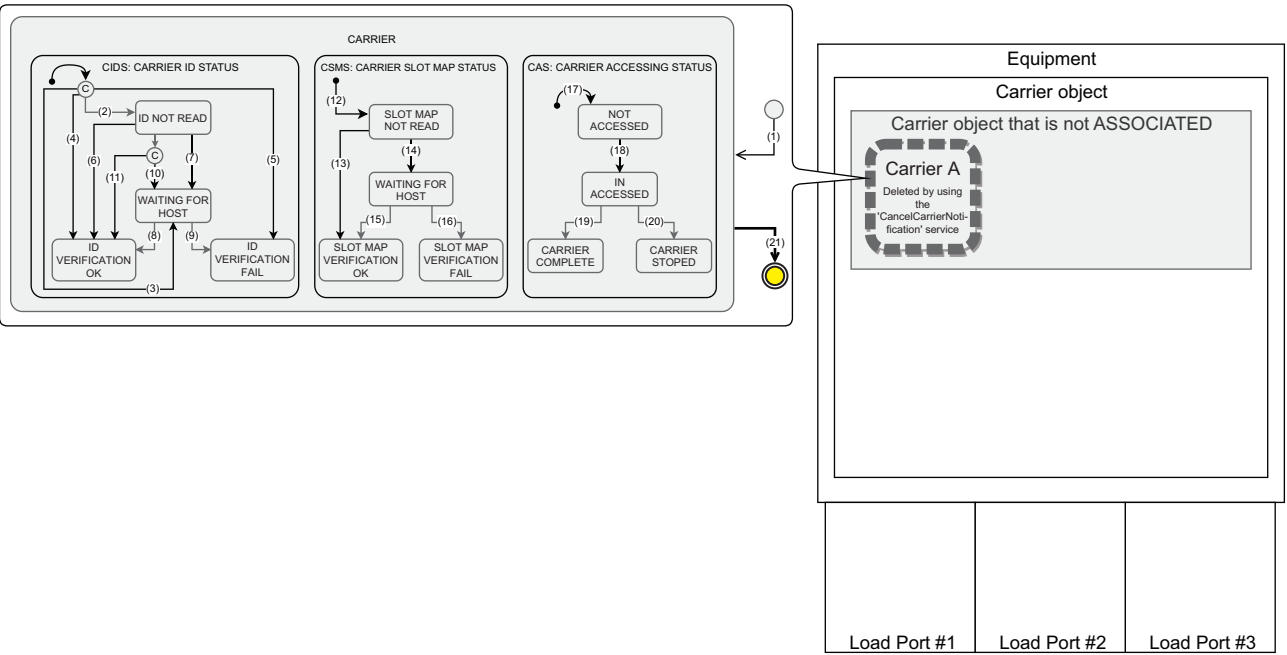 CARRIER
CIDS: CARRIER ID STATUS
C
(2)
ID NOT READ
(4)
(6)
(7)
(5)
C
(11)
(10)
WAITING FOR
HOST
(8)
(9)
ID
VERIFICATION
OK
ID
VERIFICATION
FAIL
(3)
CSMS: CARRIER SLOT MAP STATUS
(12)
SLOT MAP
NOT READ
(13)
(14)
WAITING FOR
HOST
(15)
(16)
SLOT MAP
VERIFICATION
OK
SLOT MAP
VERIFICATION
FAIL
CAS: CARRIER ACCESSING STATUS
(17)
NOT
ACCESSED
(18)
IN
ACCESSED
(19)
(20)
CARRIER
COMPLETE
CARRIER
STOPED
(1)
(21)
Equipment
Carrier object
Carrier object that is not ASSOCIATED
Carrier A
Deleted by using
the
'CancelCarrierNoti-
fication' service
Load Port #1
Load Port #2
Load Port #3